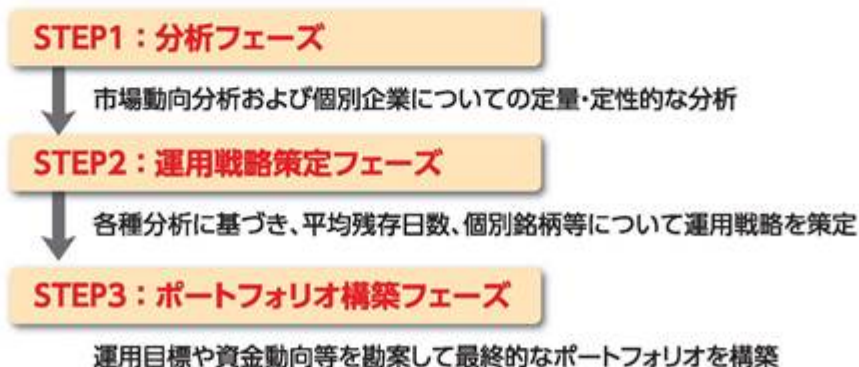 STEP1：分析フェーズ
市場動向分析および個別企業についての定量・定性的な分析
STEP2：運用戦略策定フェーズ
各種分析に基づき、平均残存日数、個別銘柄等について運用戦略を策定
STEP3：ポートフォリオ構築フェーズ
運用目標や資金動向等を勘案して最終的なポートフォリオを構築